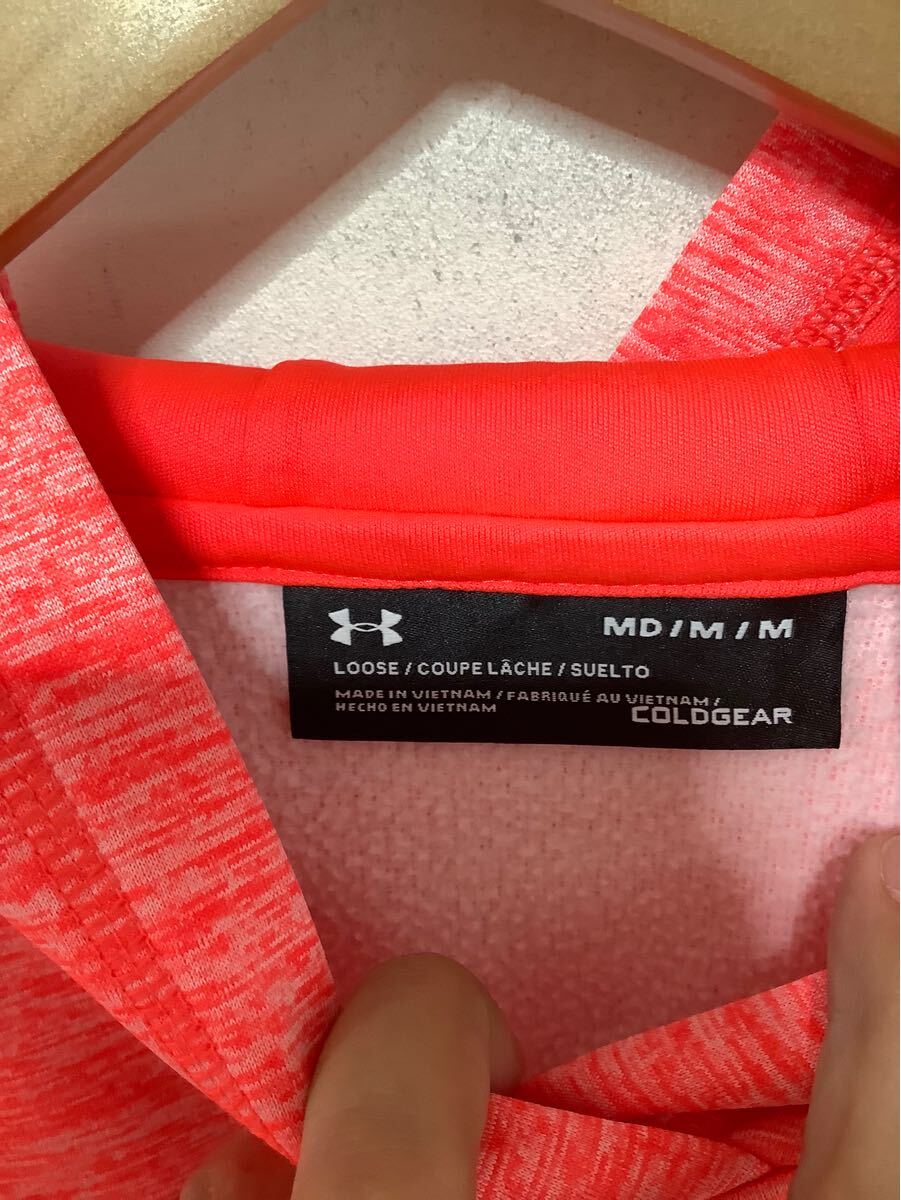 MD / M / M
LOOSE / COUPE LÂCHE / SUELTO
MADE IN VIETNAM / FABRIQUÉ AU VIETNAM /
HECHO EN VIETNAM
COLDGEAR